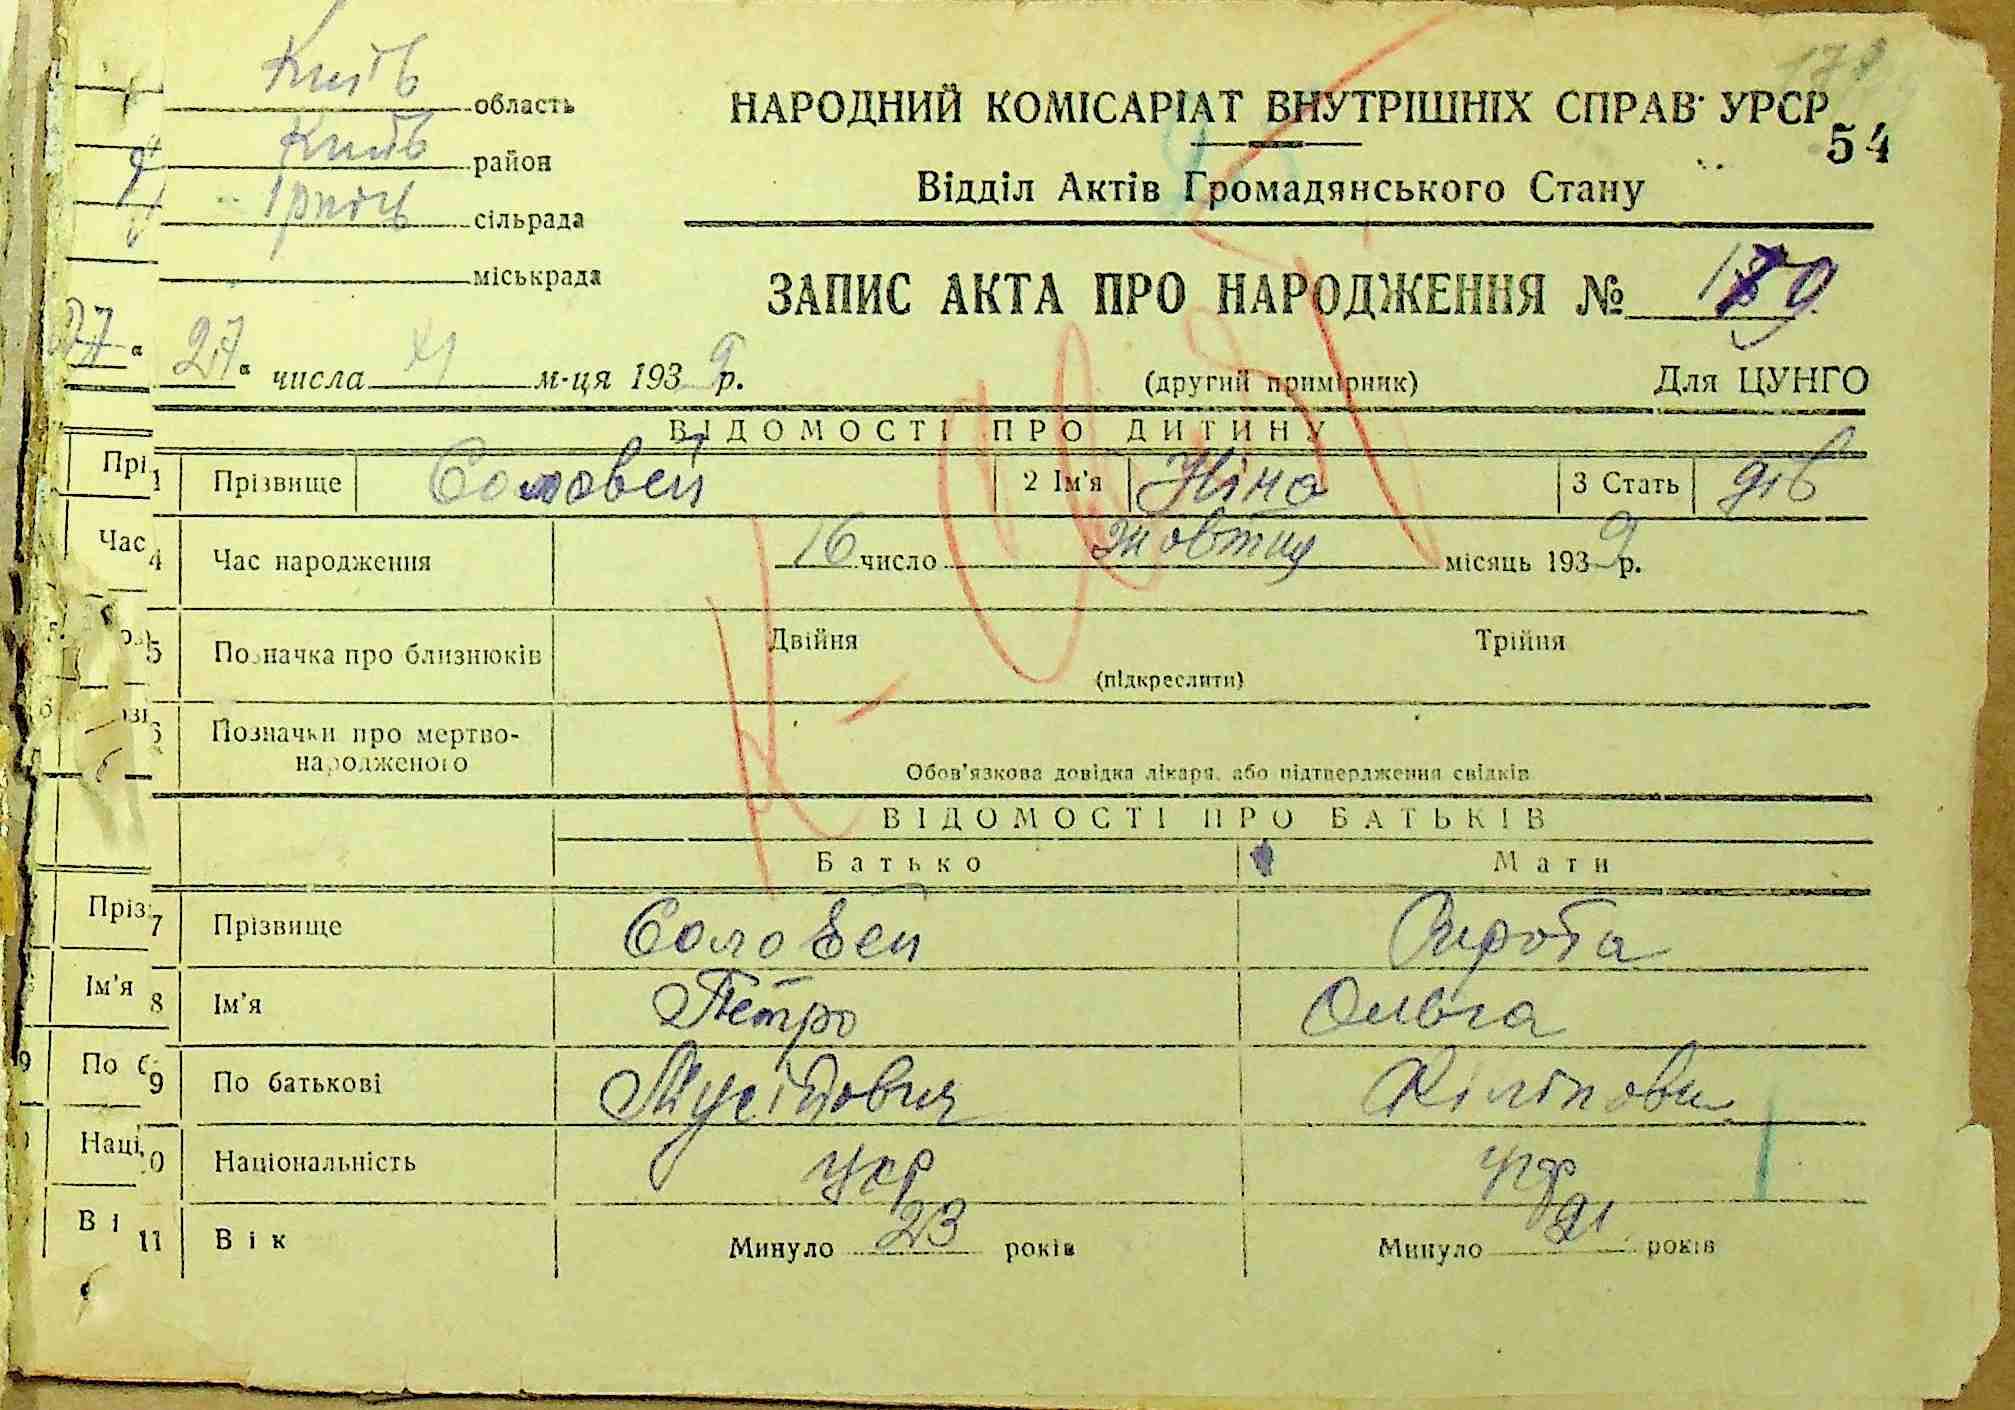 Київ область
Київ район
Ірпінь сільрада
міськрада
НАРОДНИЙ КОМІСАРІАТ ВНУТРІШНІХ СПРАВ УРСР
54
Відділ Актів Громадянського Стану
ЗАПИС АКТА ПРО НАРОДЖЕННЯ №
27 " числа XI м-ця 1939 р.
(другий примірник)
Для ЦУНГО
ВІДОМОСТІ ПРО ДИТИНУ
1 Прізвище Соловей 2 Ім'я Ніна 3 Стать дів
4 Час народження 16 число жовтня місяць 1939 р.
5 Позначка про близнюків Двійня Трійня
(підкреслити)
6 Позначки про мертво-
народженого
Обов'язкова довідка лікаря, або підтвердження свідків
ВІДОМОСТІ ПРО БАТЬКІВ
Батько Мати
7 Прізвище Соловей Сирота
8 Ім'я Петро Ольга
9 По батькові Мусійович Піліпови
10 Національність укр укр
11 Вік Минуло 23 років Минуло 21 років